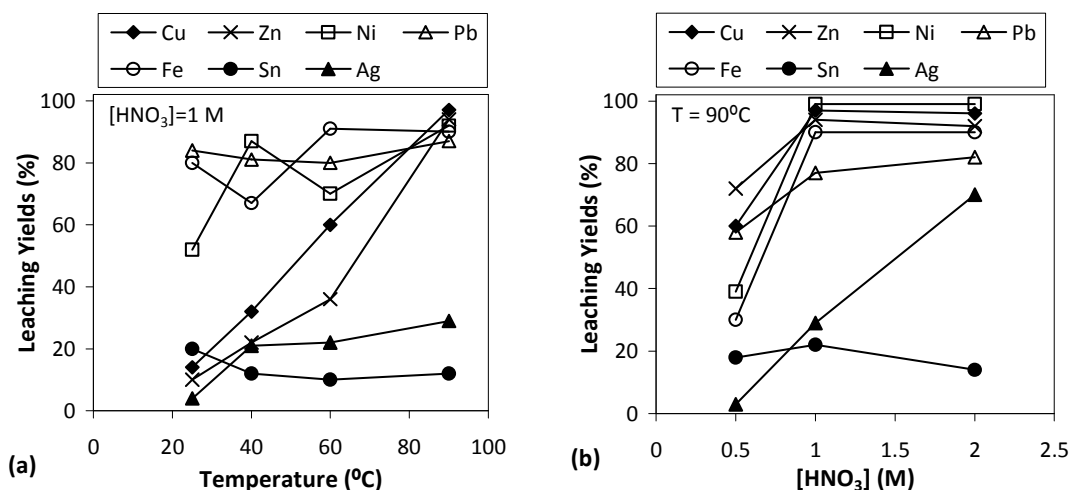 Cu Zn Ni Pb
Fe Sn Ag
[HNO₃]=1 M
100
80
60
40
20
0
Leaching Yields (%)
0 20 40 60 80 100
Temperature (⁰C)
(a)
Cu Zn Ni Pb
Fe Sn Ag
T = 90⁰C
100
80
60
40
20
0
Leaching Yields (%)
0 0.5 1 1.5 2 2.5
[HNO₃] (M)
(b)